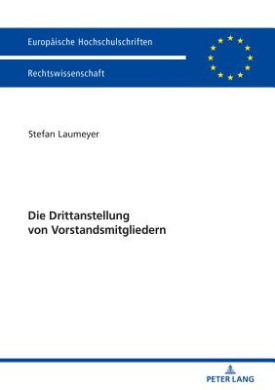 Europäische Hochschulschriften
Rechtswissenschaft
Stefan Laumeyer
Die Drittanstellung
von Vorstandsmitgliedern
PETER LANG